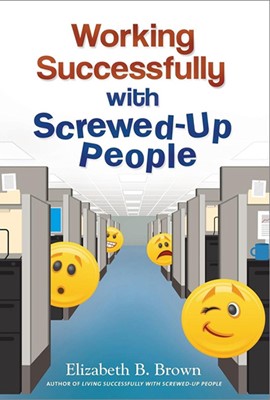 Working
Successfully
with
Screwed-Up
People
Elizabeth B. Brown
AUTHOR OF LIVING SUCCESSFULLY WITH SCREWED-UP PEOPLE